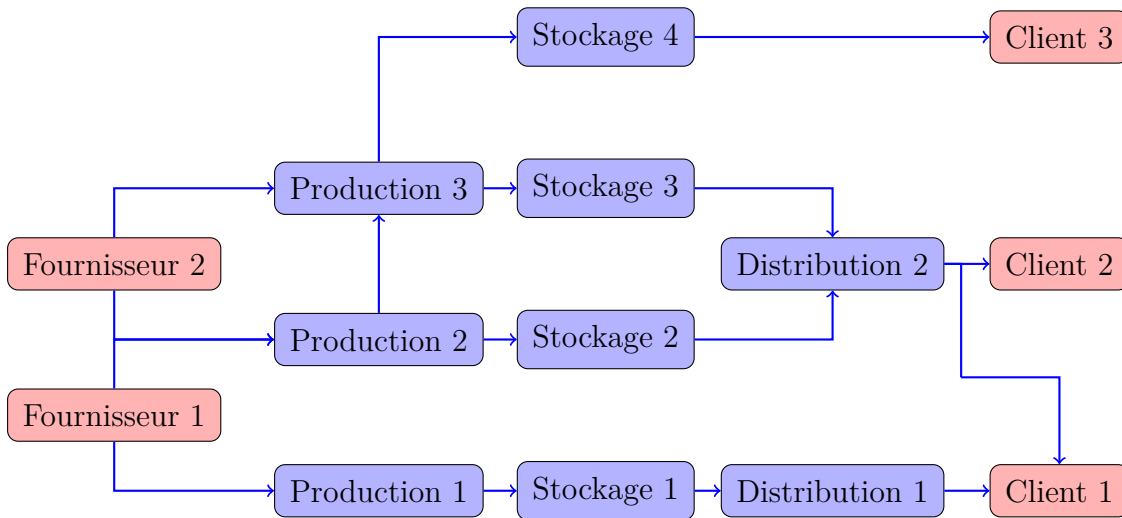 Stockage 4
Client 3
Production 3
Stockage 3
Fournisseur 2
Distribution 2
Client 2
Production 2
Stockage 2
Fournisseur 1
Production 1
Stockage 1
Distribution 1
Client 1